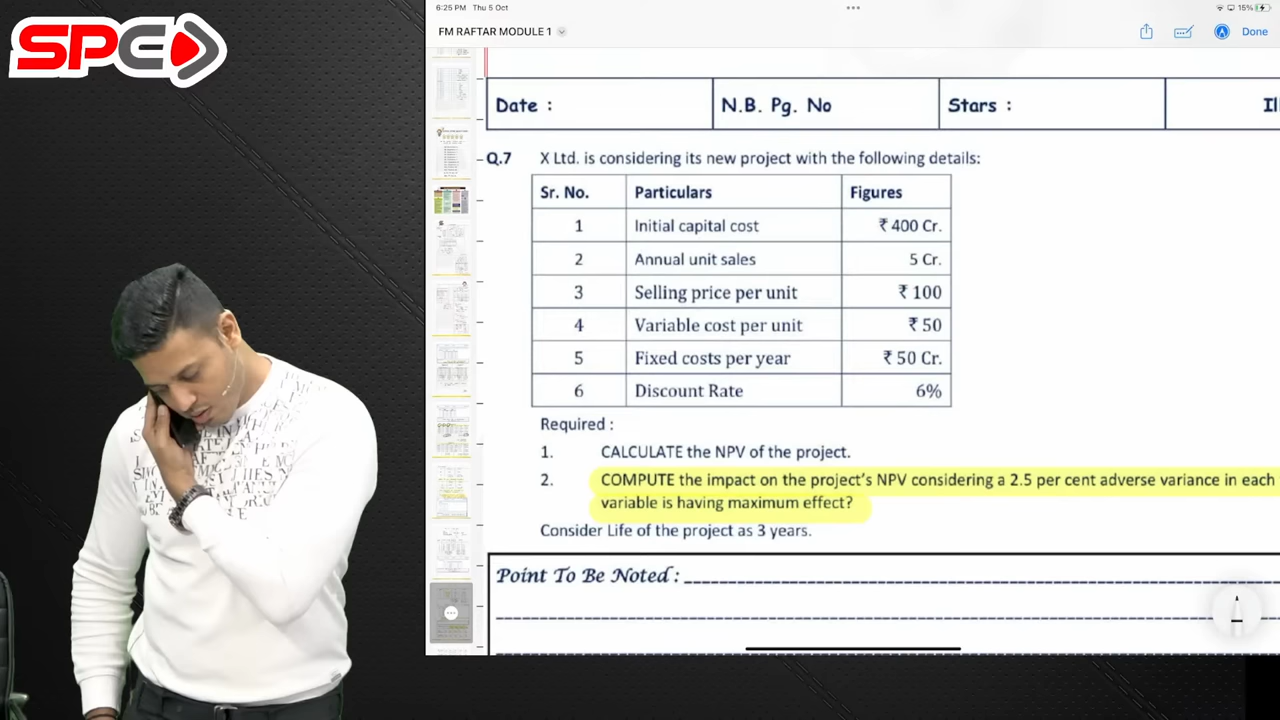 SPC
6:25 PM Thu 5 Oct
15%
FM RAFTAR MODULE 1
Done
Date :
N.B. Pg. No
Stars :
Q.7 X Ltd. is considering its new project with the following details:
Sr. No. Particulars Figures
1 Initial capital cost ₹ 400 Cr.
2 Annual unit sales 5 Cr.
3 Selling price per unit ₹ 100
4 Variable cost per unit ₹ 50
5 Fixed costs per year ₹ 50 Cr.
6 Discount Rate 6%
Required :
1. CALCULATE the NPV of the project.
2. COMPUTE the impact on the project's NPV considering a 2.5 per cent adverse variance in each
variable is having maximum effect?
Consider Life of the project as 3 years.
Point To Be Noted :